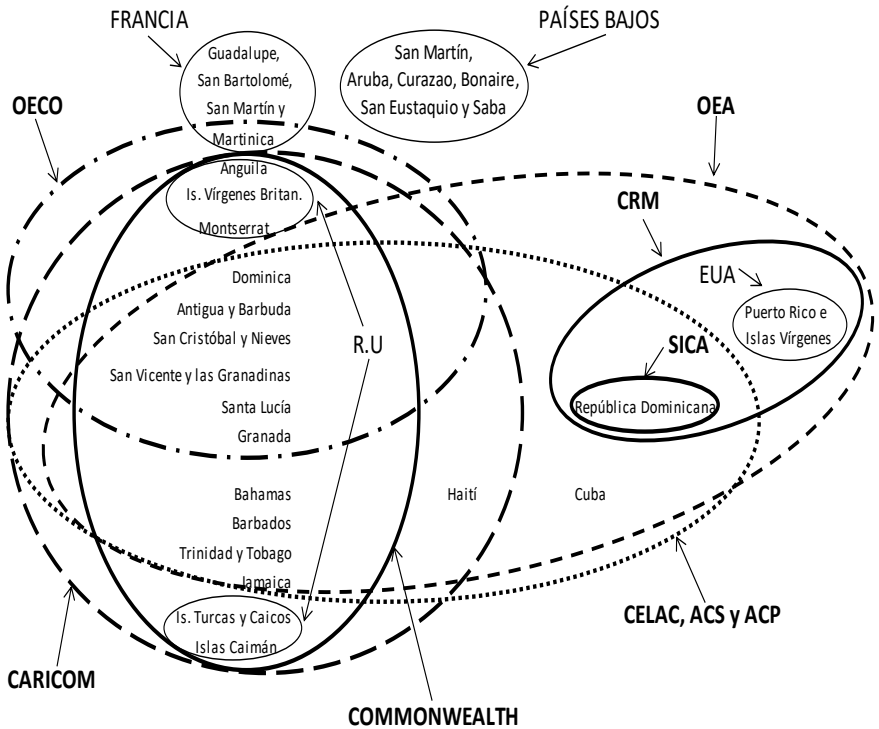 FRANCIA
PAÍSES BAJOS
Guadalupe,
San Bartolomé,
San Martín y
Martinica
San Martín,
Aruba, Curazao, Bonaire,
San Eustaquio y Saba
OECO
OEA
Anguila
Is. Vírgenes Britan.
Montserrat
CRM
EUA
Puerto Rico e
Islas Vírgenes
Dominica
Antigua y Barbuda
San Cristóbal y Nieves
R.U
SICA
San Vicente y las Granadinas
Santa Lucía
República Dominicana
Granada
Bahamas
Haití
Cuba
Barbados
Trinidad y Tobago
Jamaica
Is. Turcas y Caicos
Islas Caimán
CELAC, ACS y ACP
CARICOM
COMMONWEALTH